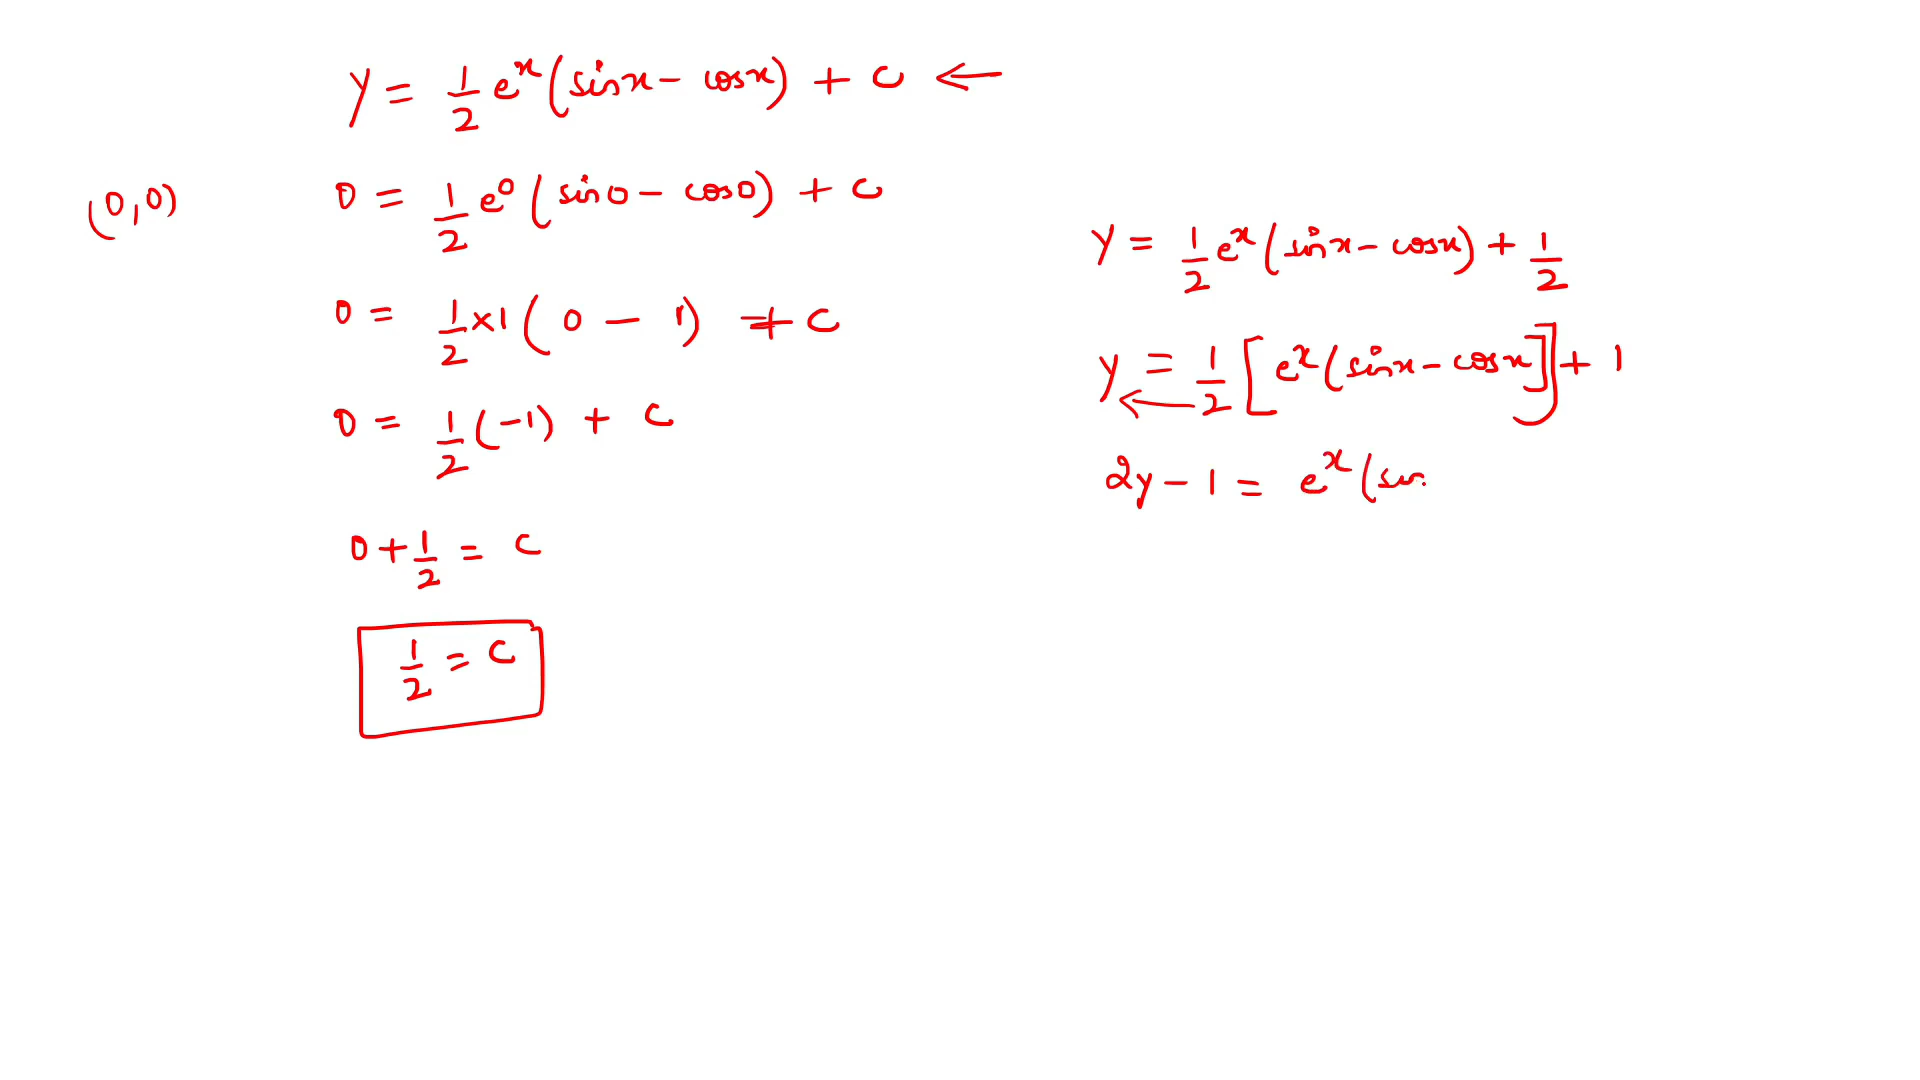 y = 1/2 e^x (sinx - cosx) + c ←
(0,0)
0 = 1/2 e^0 (sin0 - cos0) + c
0 = 1/2 x1 (0 - 1) + c
0 = 1/2 (-1) + c
0 + 1/2 = c
1/2 = c
y = 1/2 e^x (sinx - cosx) + 1/2
y = 1/2 [e^x (sinx - cosx]] + 1
←
2y - 1 = e^x (sin